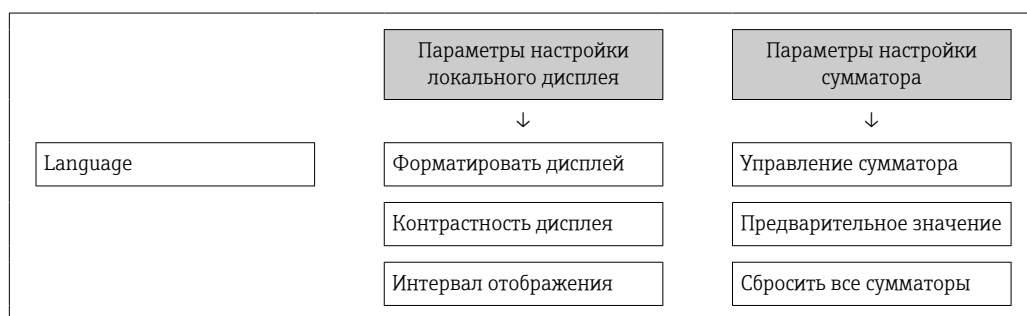 Параметры настройки
локального дисплея
Параметры настройки
сумматора
↓
↓
Language
Форматировать дисплей
Управление сумматора
Контрастность дисплея
Предварительное значение
Интервал отображения
Сбросить все сумматоры